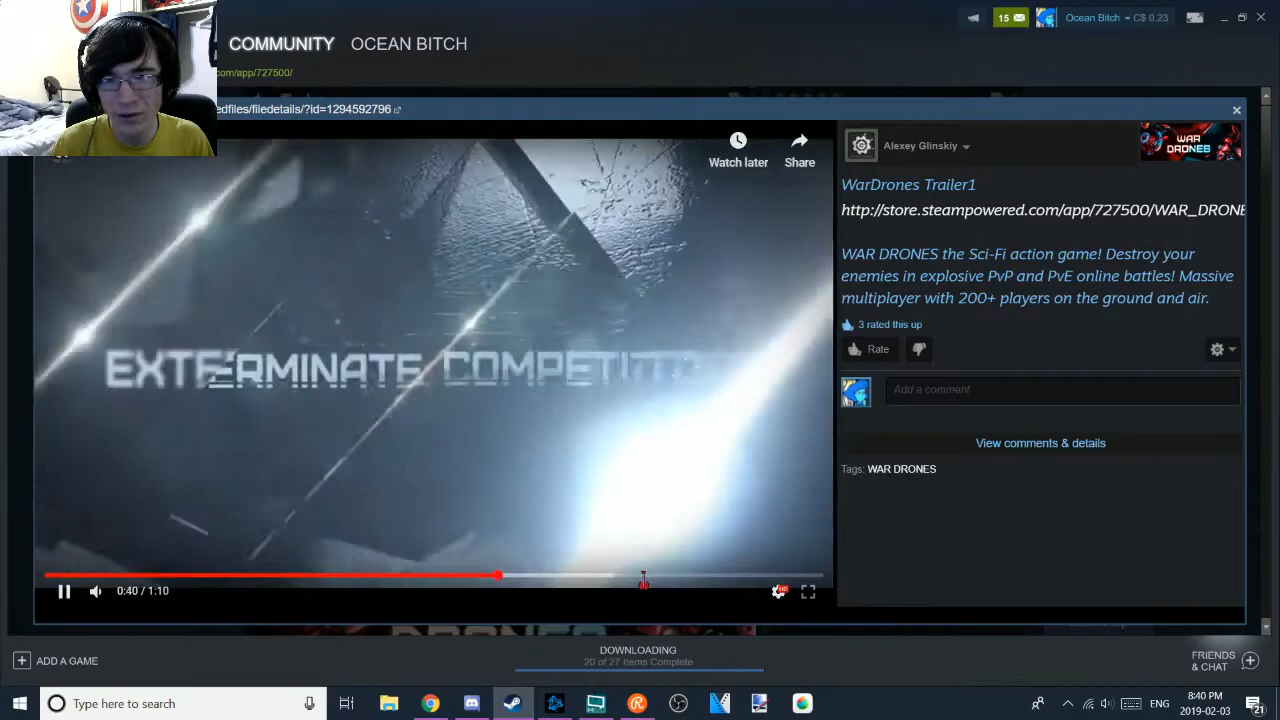 15
Ocean Bitch
C$ 0.23
COMMUNITY
OCEAN BITCH
com/app/727500/
edfiles/filedetails/?id=1294592796
Watch later
Share
EXTERMINATE
Alexey Glinskiy
WAR
DRONES
WarDrones Trailer1
http://store.steampowered.com/app/727500/WAR_DRONE
WAR DRONES the Sci-Fi action game! Destroy your
enemies in explosive PvP and PvE online battles! Massive
multiplayer with 200+ players on the ground and air.
3 rated this up
Rate
Add a comment
View comments & details
Tags: WAR DRONES
0:40 / 1:10
HD
DRONES
ADD A GAME
DOWNLOADING
20 of 27 Items Complete
FRIENDS
& CHAT
Type here to search
ENG
8:40 PM
2019-02-03
21